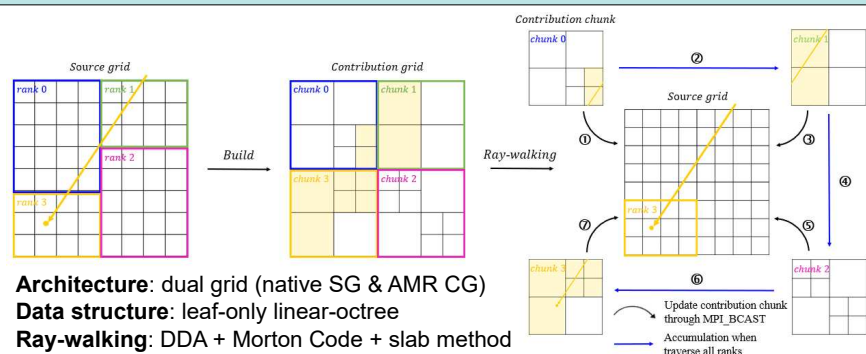 Contribution chunk
Source grid
Contribution grid
chunk 0
chunk 1
②
rank 0
rank 1
chunk 0
chunk 1
Source grid
①
③
Build
Ray-walking
rank 2
④
rank 3
chunk 3
chunk 2
rank 3
⑦
⑤
chunk 3
⑥
chunk 2
Architecture: dual grid (native SG & AMR CG)
Data structure: leaf-only linear-octree
Ray-walking: DDA + Morton Code + slab method
Update contribution chunk
through MPI_BCAST
Accumulation when
traverse all ranks